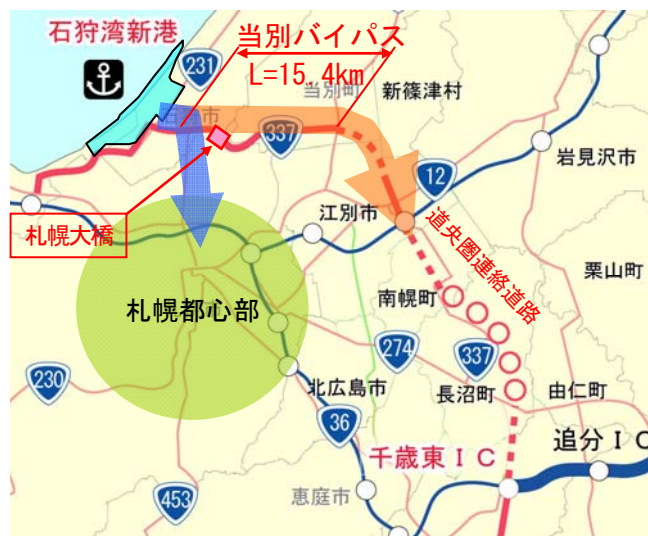 石狩湾新港
当別バイパス
L=15.4km
231
当別町
新篠津村
337
岩見沢市
12
札幌大橋
江別市
道央圏連絡道路
栗山町
札幌都心部
南幌町
274
337
230
北広島市
長沼町
由仁町
36
追分IC
千歳東IC
453
恵庭市